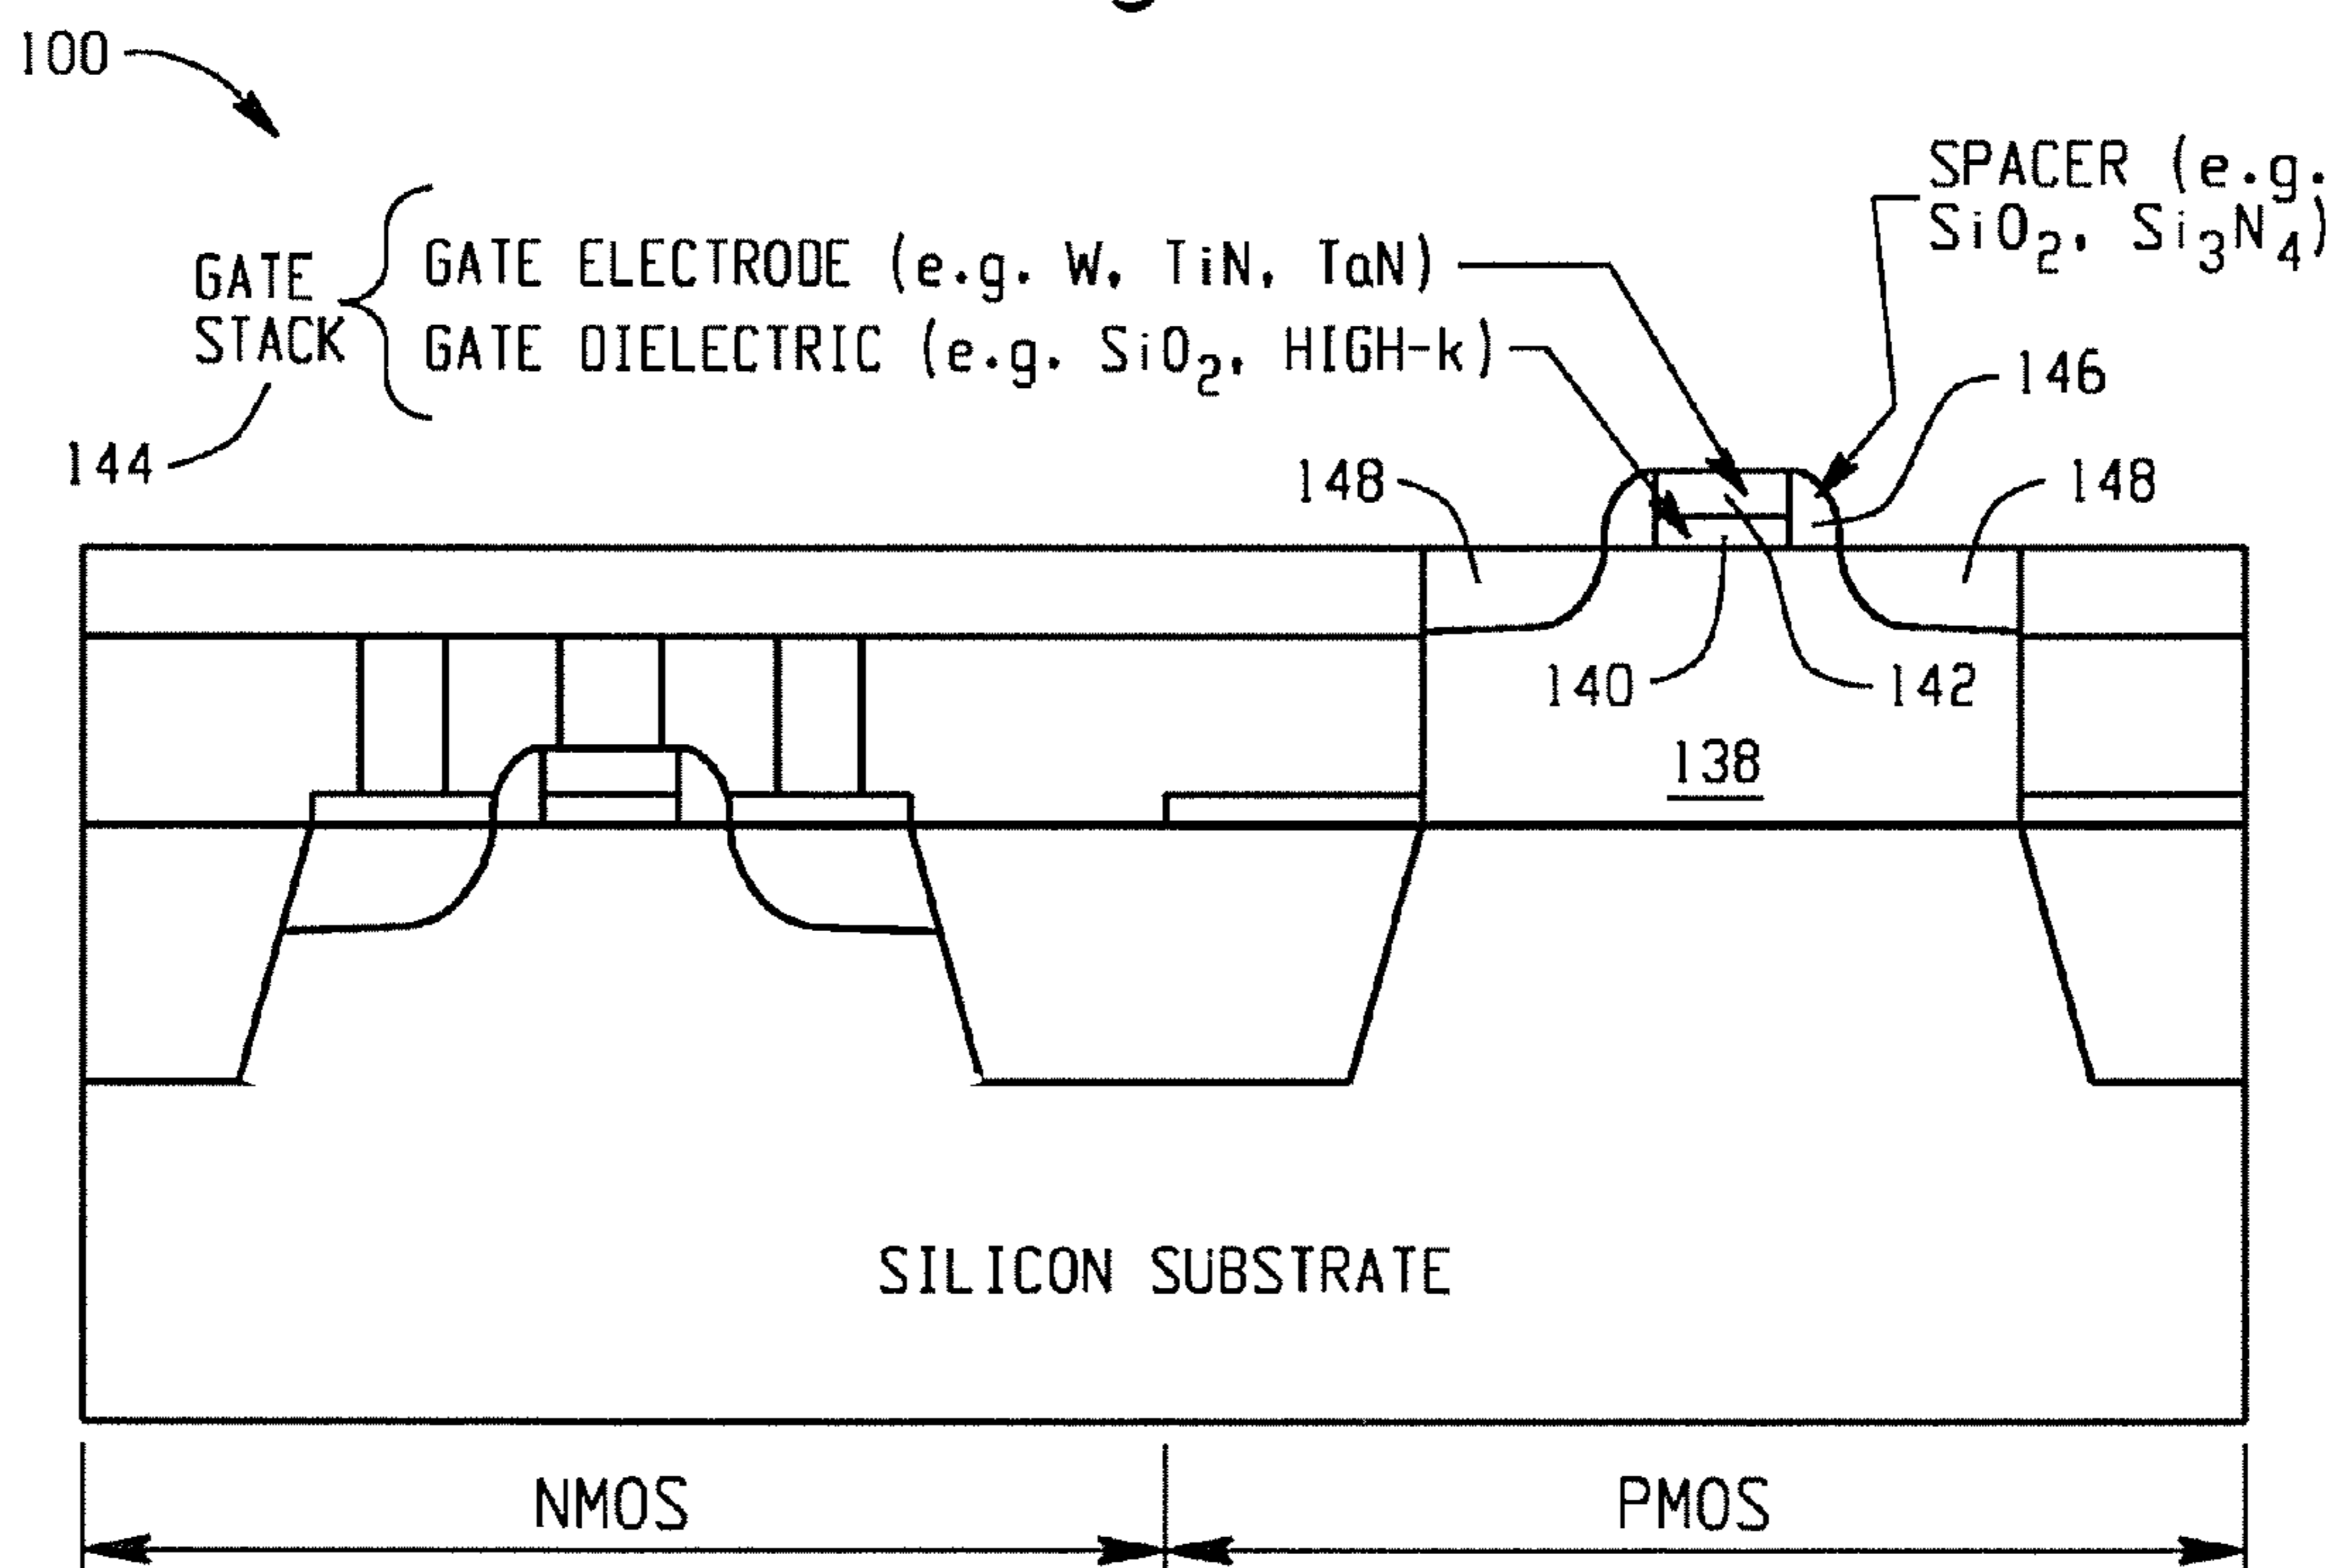 100
SPACER (e.g.
SiO2, Si3N4)
GATE
STACK
GATE ELECTRODE (e.g. W, TiN, TaN)
GATE DIELECTRIC (e.g. SiO2, HIGH-k)
146
144
148
148
140
142
138
SILICON SUBSTRATE
NMOS
PMOS